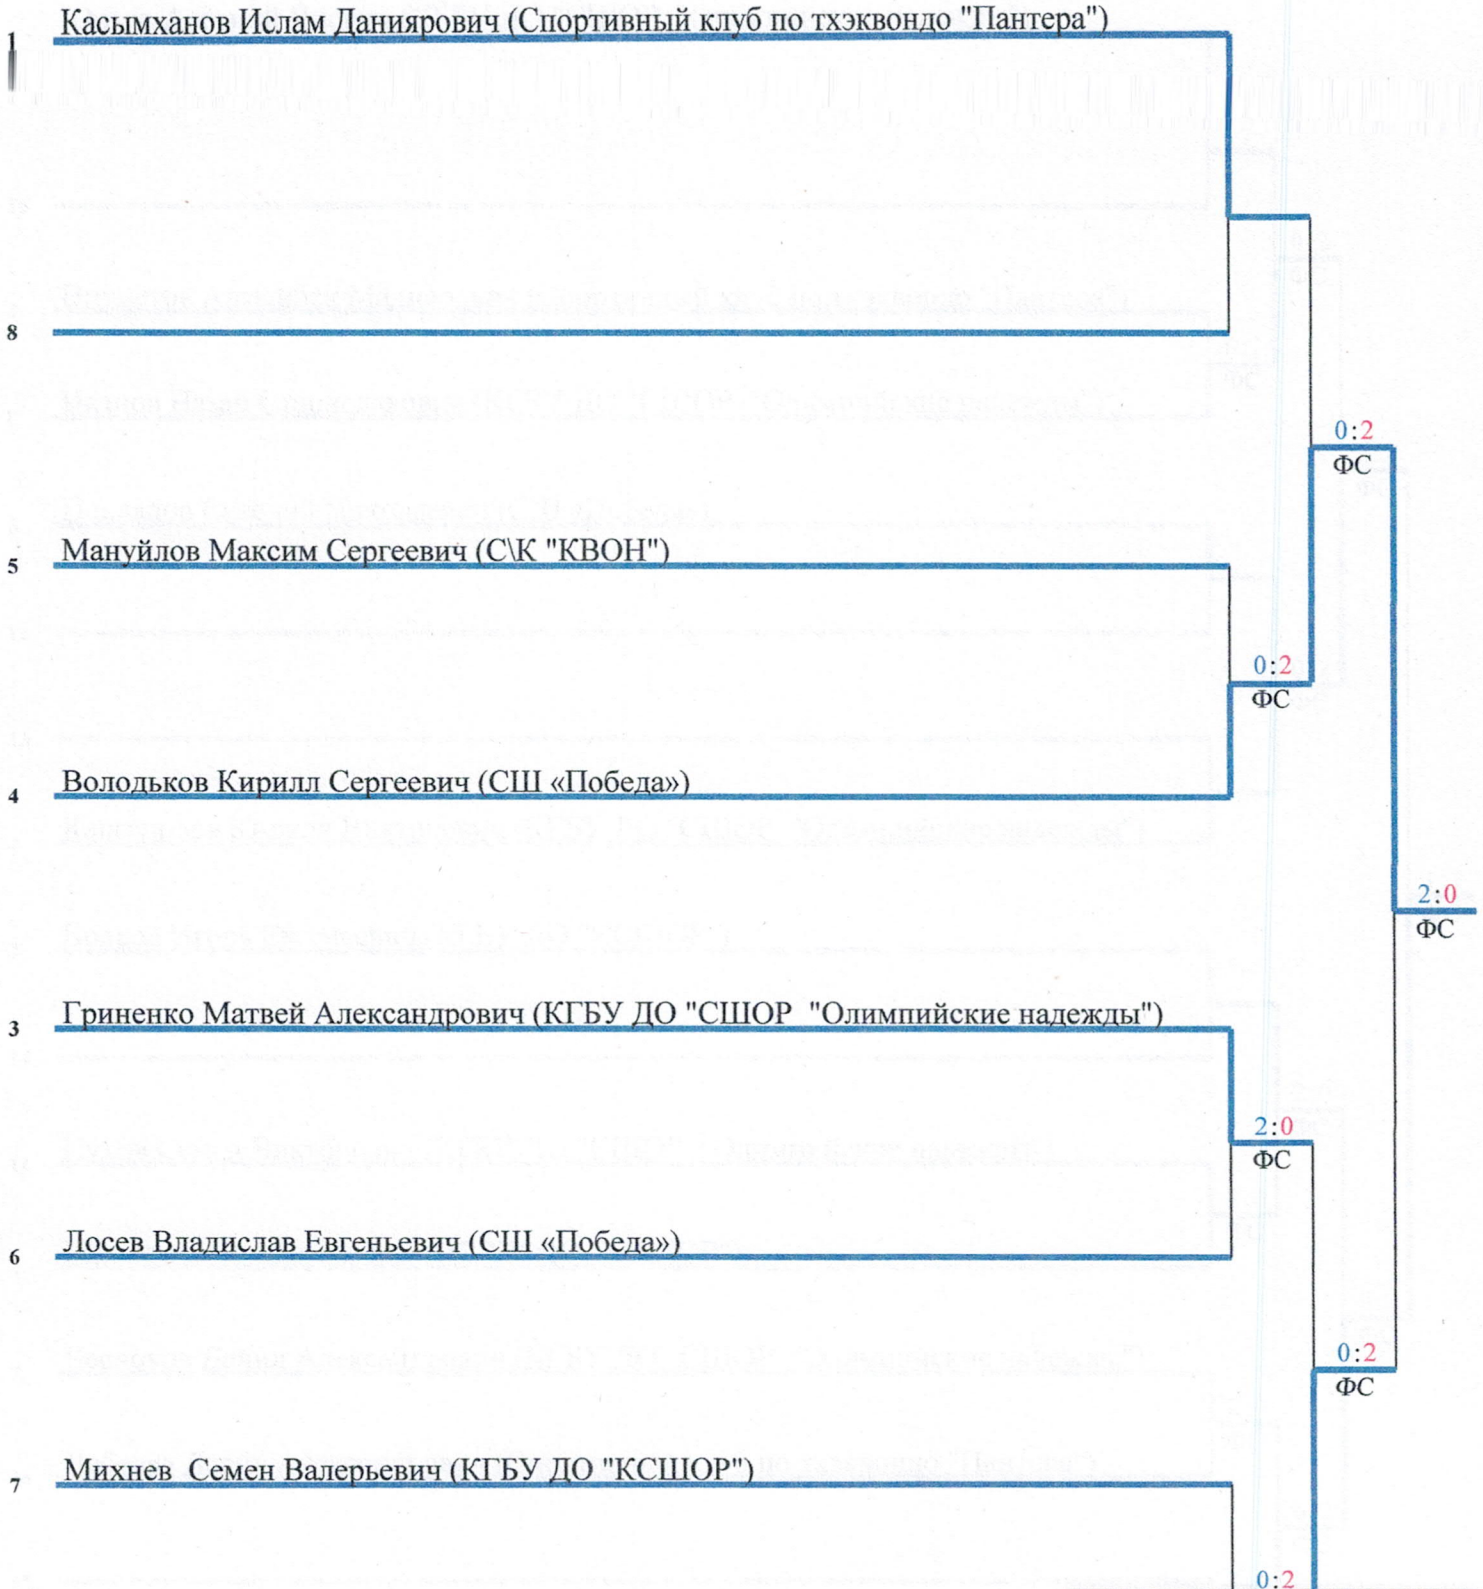 1 Касымханов Ислам Даниярович (Спортивный клуб по тхэквондо "Пантера")
8
0:2
ФС
5 Мануйлов Максим Сергеевич (С\К "КВОН")
0:2
ФС
4 Володьков Кирилл Сергеевич (СШ «Победа»)
2:0
ФС
3 Гриненко Матвей Александрович (КГБУ ДО "СШОР  "Олимпийские надежды")
2:0
ФС
6 Лосев Владислав Евгеньевич (СШ «Победа»)
0:2
ФС
7 Михнев  Семен Валерьевич (КГБУ ДО "КСШОР")
0:2